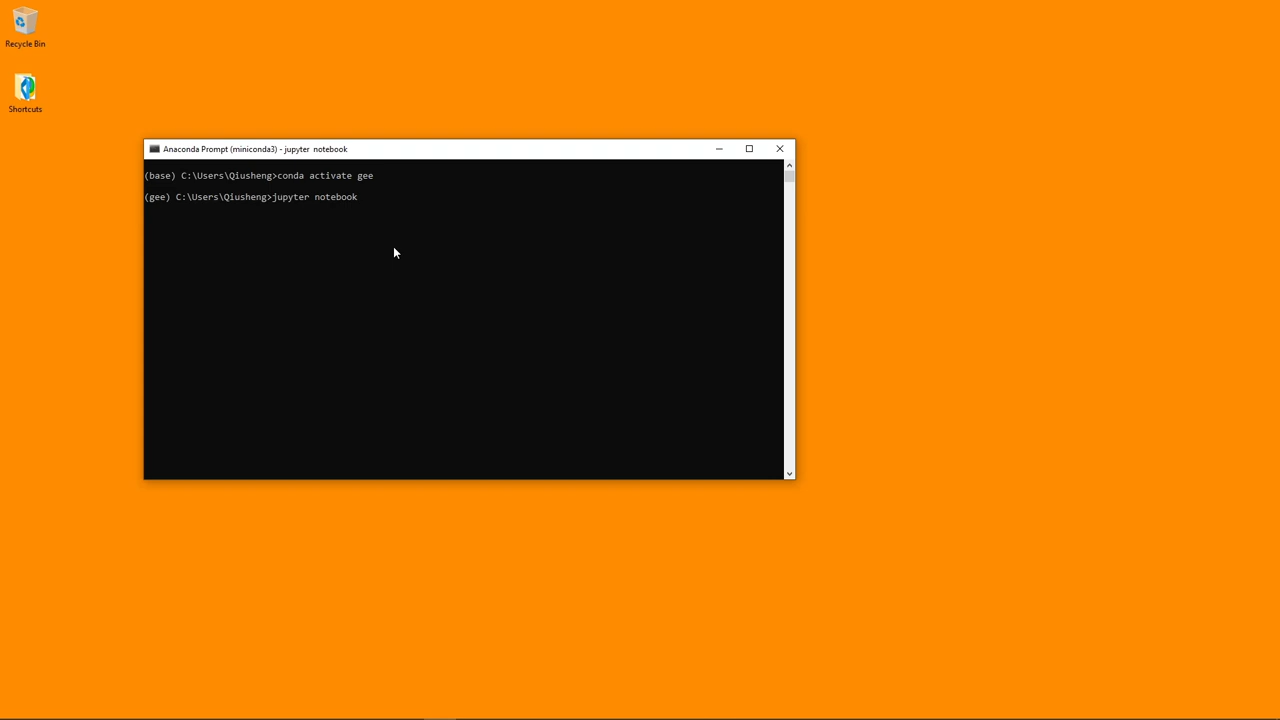 Recycle Bin
Shortcuts
Anaconda Prompt (miniconda3) - jupyter notebook
(base) C:\Users\Qiusheng>conda activate gee
(gee) C:\Users\Qiusheng>jupyter notebook